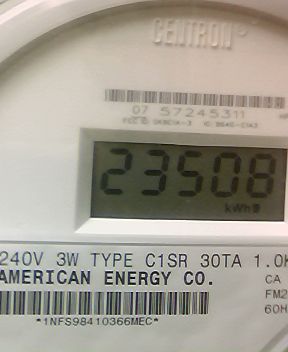 CENTRON®
07 57245311
23508
kWh
240V 3W TYPE C1SR 30TA 1.0K
AMERICAN ENERGY CO.
CA
FM2
60H
*1NFS98410366MEC*